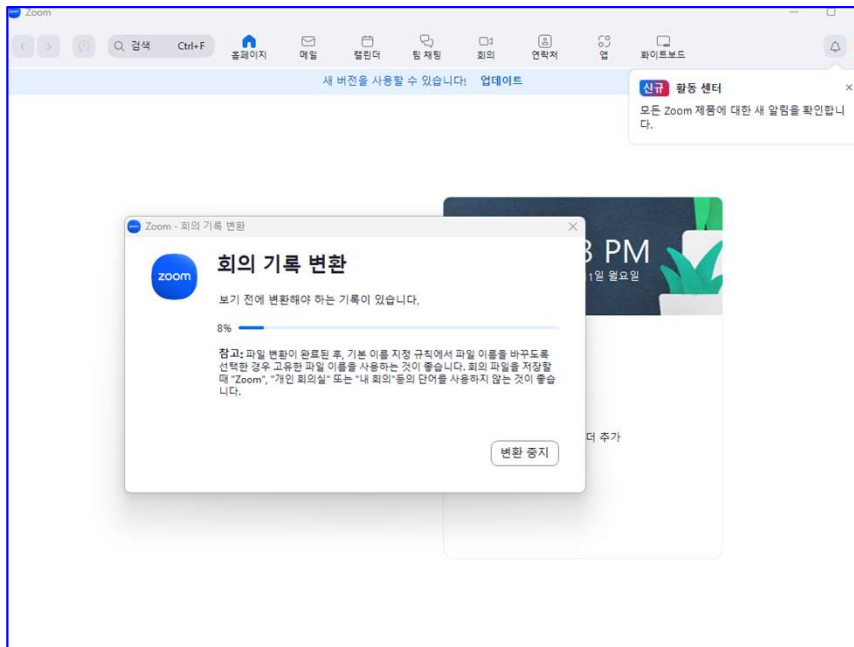 Zoom
검색 Ctrl+F
홈페이지
메일
캘린더
팀 채팅
회의
연락처
앱
화이트보드
새 버전을 사용할 수 있습니다! 업데이트
신규 활동 센터
모든 Zoom 제품에 대한 새 알림을 확인합니
다.
Zoom - 회의 기록 변환
zoom
회의 기록 변환
보기 전에 변환해야 하는 기록이 있습니다.
8%
참고: 파일 변환이 완료된 후, 기본 이름 지정 규칙에서 파일 이름을 바꾸도록
선택한 경우 고유한 파일 이름을 사용하는 것이 좋습니다. 회의 파일을 저장할
때 "Zoom", "개인 회의실" 또는 "내 회의"등의 단어를 사용하지 않는 것이 좋습
니다.
변환 중지
PM
1일 월요일
더 추가